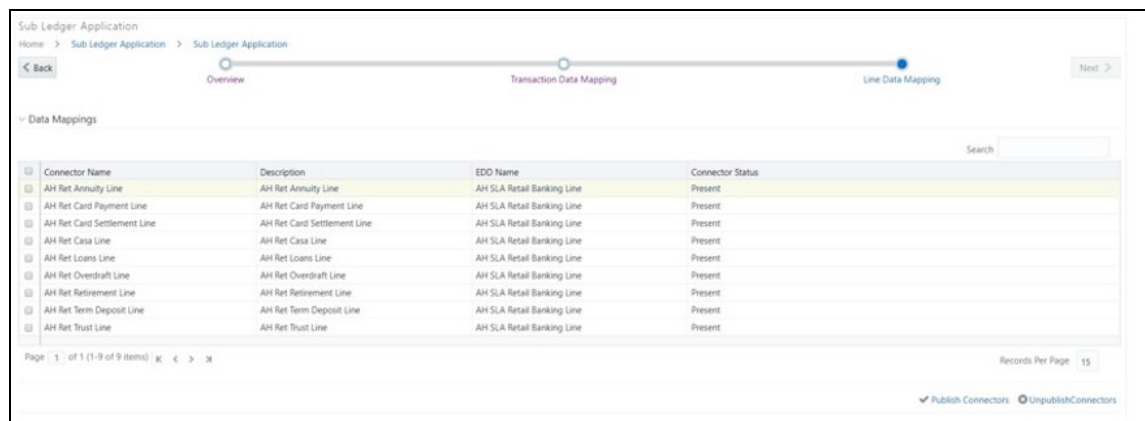 Sub Ledger Application
Home > Sub Ledger Application > Sub Ledger Application
< Back Overview Transaction Data Mapping Line Data Mapping Next >
Data Mappings
Search
Connector Name Description EDD Name Connector Status
AH Ret Annuity Line AH Ret Annuity Line AH SLA Retail Banking Line Present
AH Ret Card Payment Line AH Ret Card Payment Line AH SLA Retail Banking Line Present
AH Ret Card Settlement Line AH Ret Card Settlement Line AH SLA Retail Banking Line Present
AH Ret Casa Line AH Ret Casa Line AH SLA Retail Banking Line Present
AH Ret Loans Line AH Ret Loans Line AH SLA Retail Banking Line Present
AH Ret Overdraft Line AH Ret Overdraft Line AH SLA Retail Banking Line Present
AH Ret Retirement Line AH Ret Retirement Line AH SLA Retail Banking Line Present
AH Ret Term Deposit Line AH Ret Term Deposit Line AH SLA Retail Banking Line Present
AH Ret Trust Line AH Ret Trust Line AH SLA Retail Banking Line Present
Page 1 of 1 (1-9 of 9 items) Records Per Page 15
Publish Connectors UnpublishConnectors